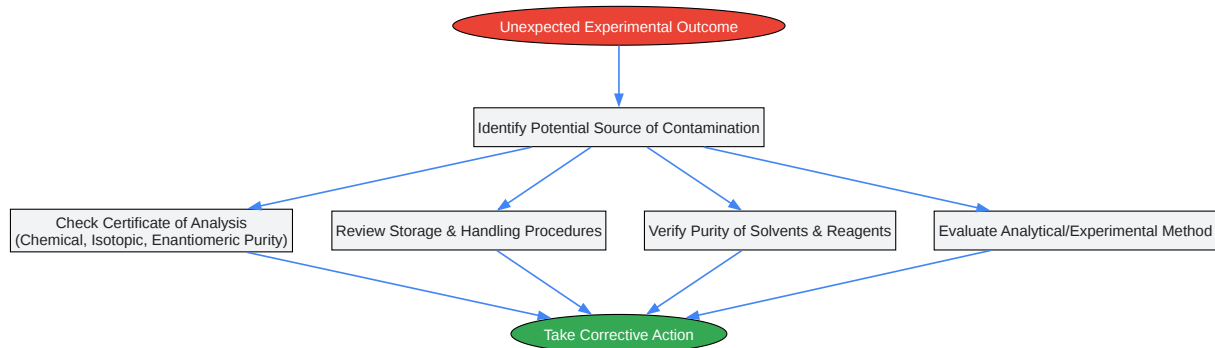 Unexpected Experimental Outcome
Identify Potential Source of Contamination
Check Certificate of Analysis
(Chemical, Isotopic, Enantiomeric Purity)
Review Storage & Handling Procedures
Verify Purity of Solvents & Reagents
Evaluate Analytical/Experimental Method
Take Corrective Action